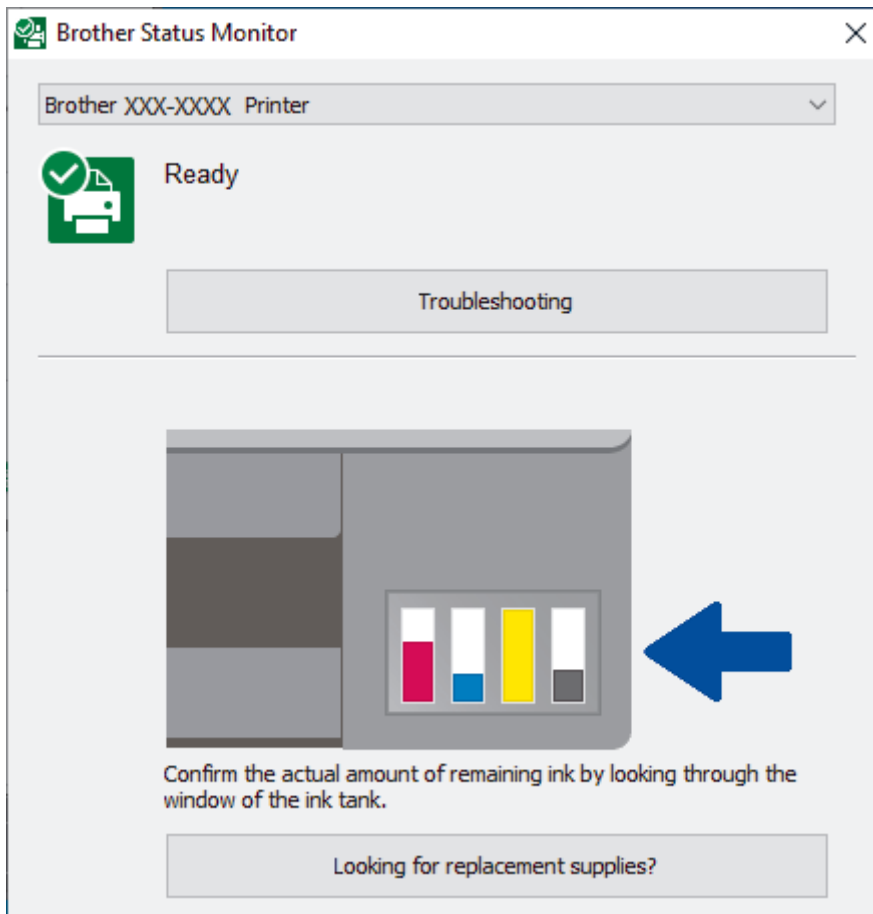 Brother Status Monitor
Brother XXX-XXXX Printer
Ready
Troubleshooting
Confirm the actual amount of remaining ink by looking through the
window of the ink tank.
Looking for replacement supplies?